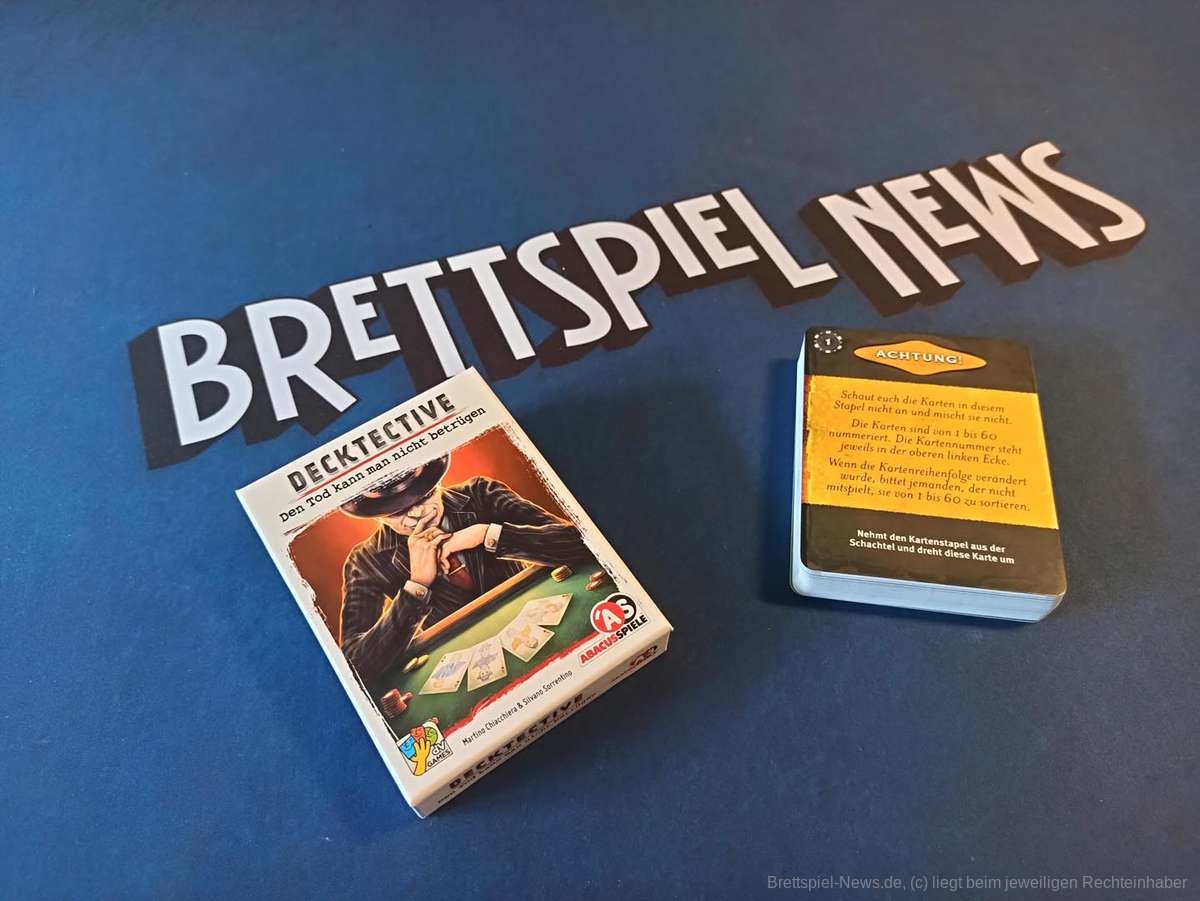 BRETTSPIEL NEWS
DECKTECTIVE
Den Tod kann man nicht betrügen
ABACUSSPIELE
Martino Chiacchiera & Silvano Sorrentino
dV
GAMES
DECKTECTIVE
1
ACHTUNG!
Schaut euch die Karten in diesem
Stapel nicht an und mischt sie nicht.
Die Karten sind von 1 bis 60
nummeriert. Die Kartennummer steht
jeweils in der oberen linken Ecke.
Wenn die Kartenreihenfolge verändert
wurde, bittet jemanden, der nicht
mitspielt, sie von 1 bis 60 zu sortieren.
Nehmt den Kartenstapel aus der
Schachtel und dreht diese Karte um
Brettspiel-News.de, (c) liegt beim jeweiligen Rechteinhaber